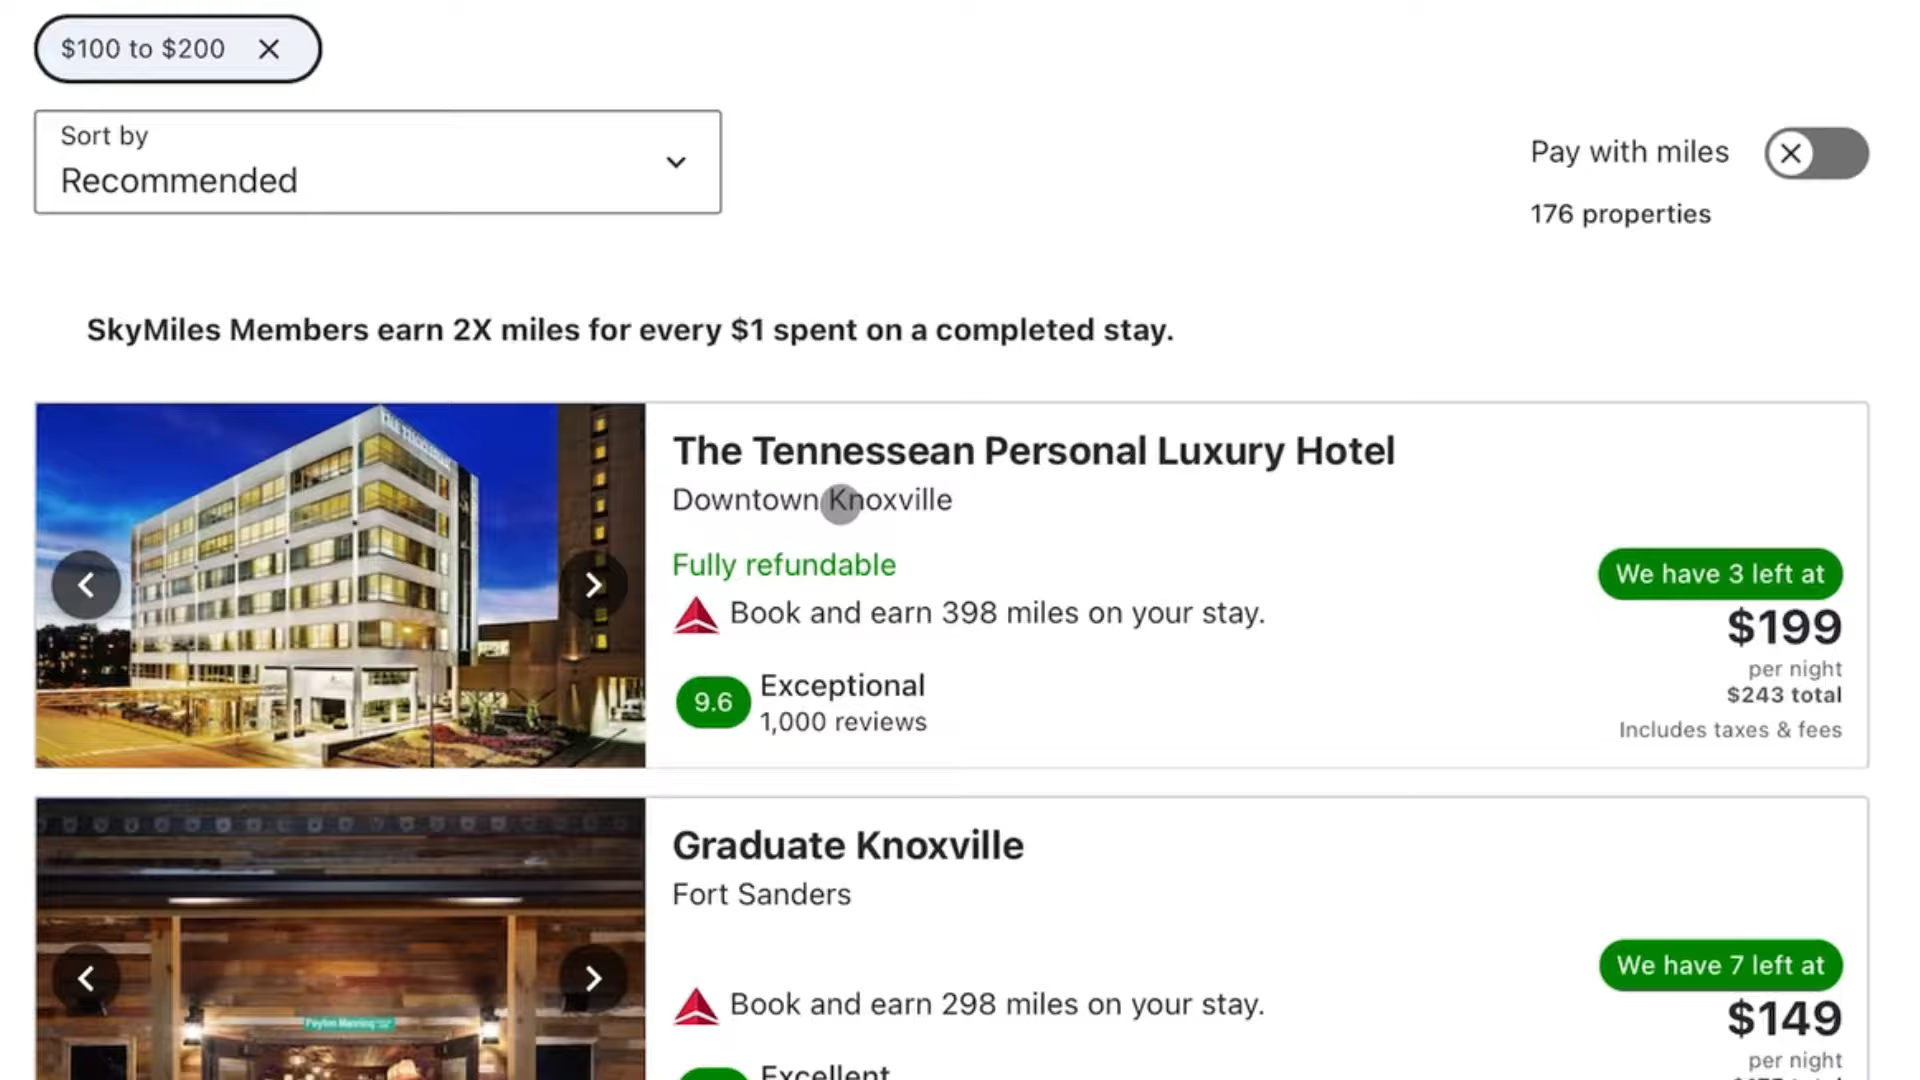 $100 to $200
Sort by
Recommended
Pay with miles
176 properties
SkyMiles Members earn 2X miles for every $1 spent on a completed stay.
The Tennessean Personal Luxury Hotel
Downtown Knoxville
Fully refundable
Book and earn 398 miles on your stay.
9.6
Exceptional
1,000 reviews
We have 3 left at
$199
per night
$243 total
Includes taxes & fees
Graduate Knoxville
Fort Sanders
Book and earn 298 miles on your stay.
Excellent
We have 7 left at
$149
per night
Peyton Manning